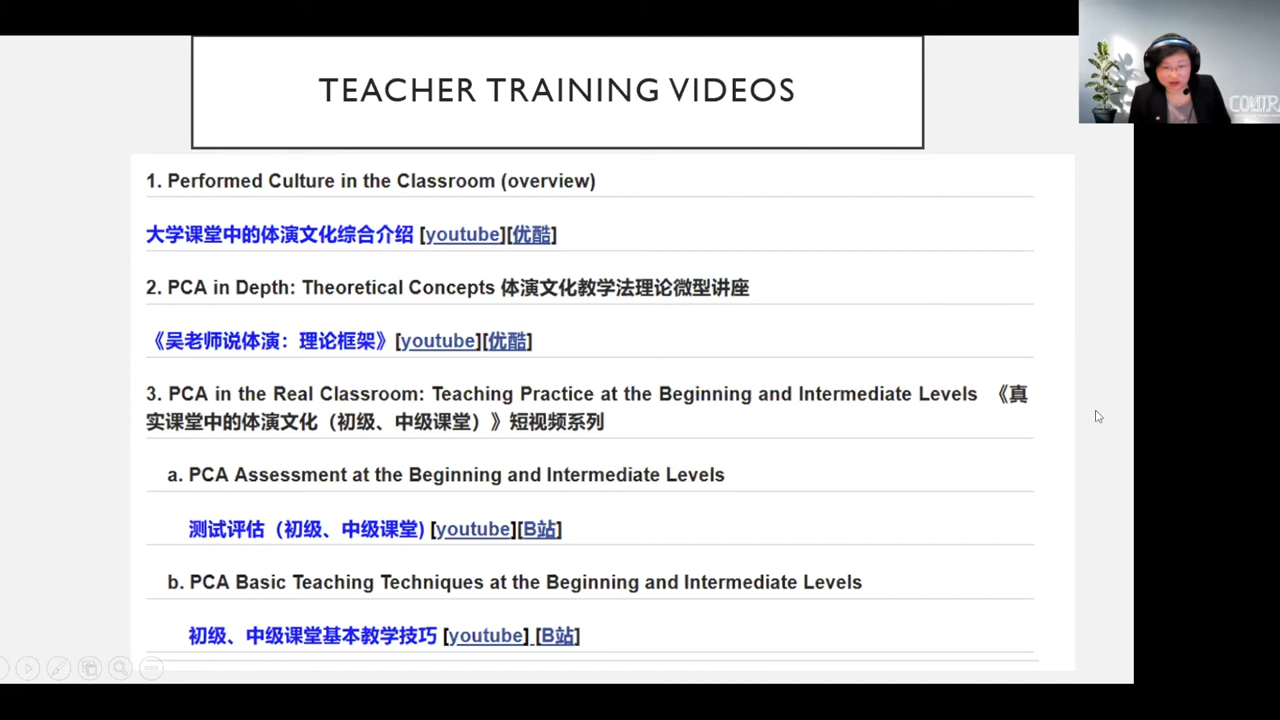 TEACHER TRAINING VIDEOS
1. Performed Culture in the Classroom (overview)
大学课堂中的体演文化综合介绍 [youtube][优酷]
2. PCA in Depth: Theoretical Concepts 体演文化教学法理论微型讲座
《吴老师说体演：理论框架》[youtube][优酷]
3. PCA in the Real Classroom: Teaching Practice at the Beginning and Intermediate Levels 《真
实课堂中的体演文化（初级、中级课堂）》短视频系列
a. PCA Assessment at the Beginning and Intermediate Levels
测试评估（初级、中级课堂) [youtube][B站]
b. PCA Basic Teaching Techniques at the Beginning and Intermediate Levels
初级、中级课堂基本教学技巧 [youtube] [B站]